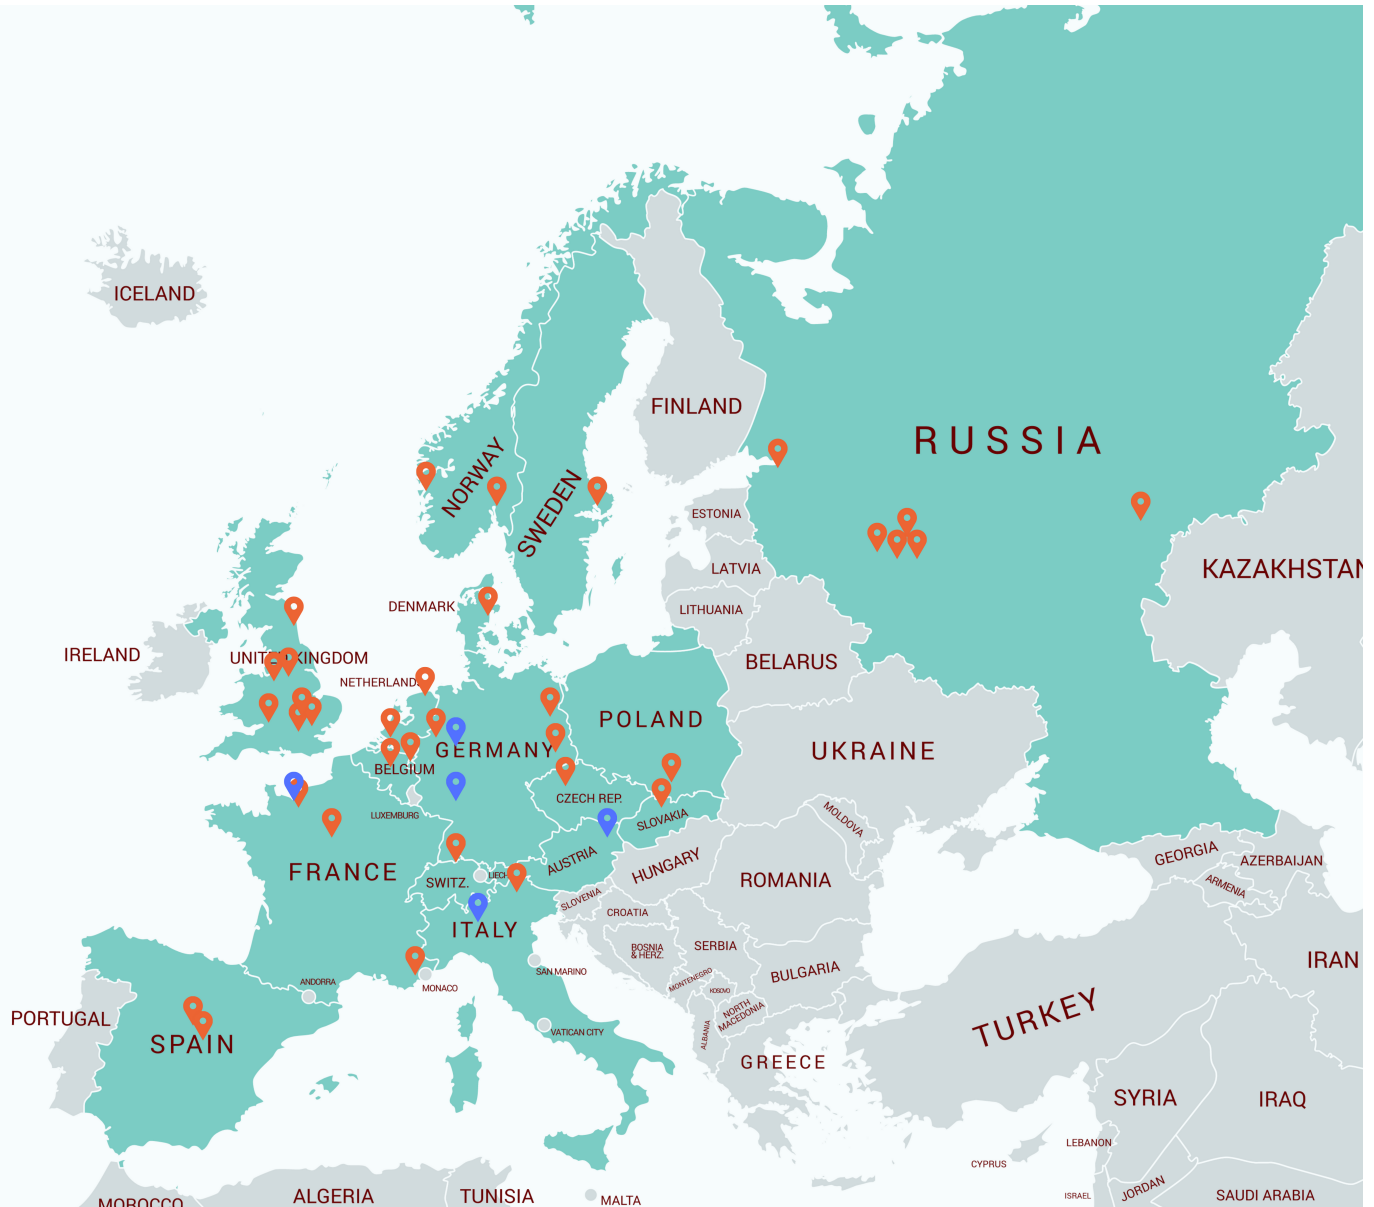 ICELAND
FINLAND
RUSSIA
NORWAY
SWEDEN
ESTONIA
LATVIA
KAZAKHSTAN
LITHUANIA
DENMARK
IRELAND
UNITED KINGDOM
BELARUS
NETHERLAND
POLAND
GERMANY
UKRAINE
BELGIUM
CZECH REP.
LUXEMBURG
SLOVAKIA
MOLDOVA
FRANCE
AUSTRIA
GEORGIA
AZERBAIJAN
SWITZ.
LIECH
HUNGARY
ROMANIA
ARMENIA
SLOVENIA
CROATIA
ITALY
BOSNIA
& HERZ.
SERBIA
IRAN
SAN MARINO
BULGARIA
ANDORRA
MONACO
MONTENEGRO
KOSOVO
PORTUGAL
SPAIN
NORTH
MACEDONIA
TURKEY
VATICAN CITY
ALBANIA
GREECE
SYRIA
IRAQ
LEBANON
CYPRUS
JORDAN
ISRAEL
SAUDI ARABIA
MOROCCO
ALGERIA
TUNISIA
MALTA